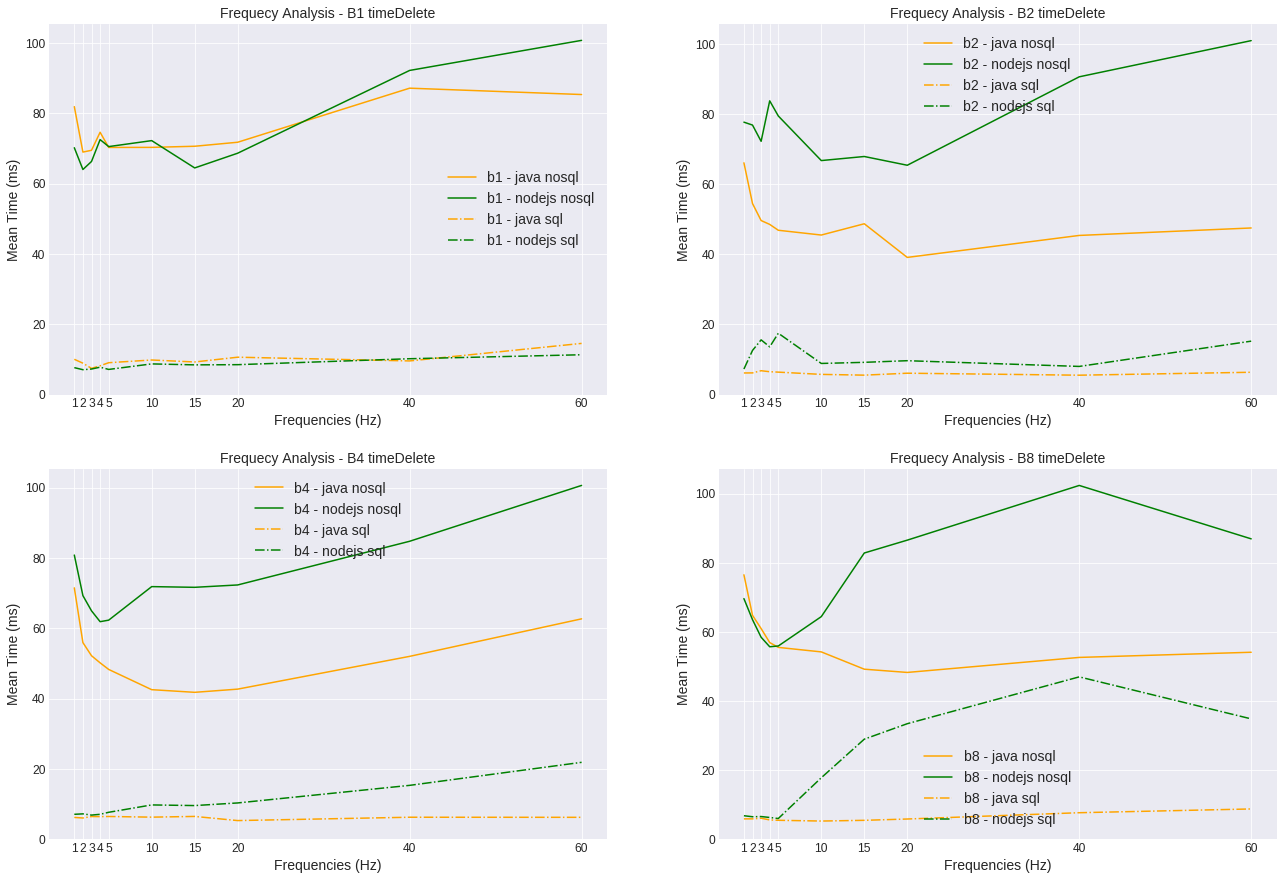 Frequecy Analysis - B1 timeDelete
Mean Time (ms)
100
80
60
40
20
0
b1 - java nosql
b1 - nodejs nosql
b1 - java sql
b1 - nodejs sql
1 2 3 4 5 10 15 20 40 60
Frequencies (Hz)
Frequecy Analysis - B2 timeDelete
Mean Time (ms)
100
80
60
40
20
0
b2 - java nosql
b2 - nodejs nosql
b2 - java sql
b2 - nodejs sql
1 2 3 4 5 10 15 20 40 60
Frequencies (Hz)
Frequecy Analysis - B4 timeDelete
Mean Time (ms)
100
80
60
40
20
0
b4 - java nosql
b4 - nodejs nosql
b4 - java sql
b4 - nodejs sql
1 2 3 4 5 10 15 20 40 60
Frequencies (Hz)
Frequecy Analysis - B8 timeDelete
Mean Time (ms)
100
80
60
40
20
0
b8 - java nosql
b8 - nodejs nosql
b8 - java sql
b8 - nodejs sql
1 2 3 4 5 10 15 20 40 60
Frequencies (Hz)